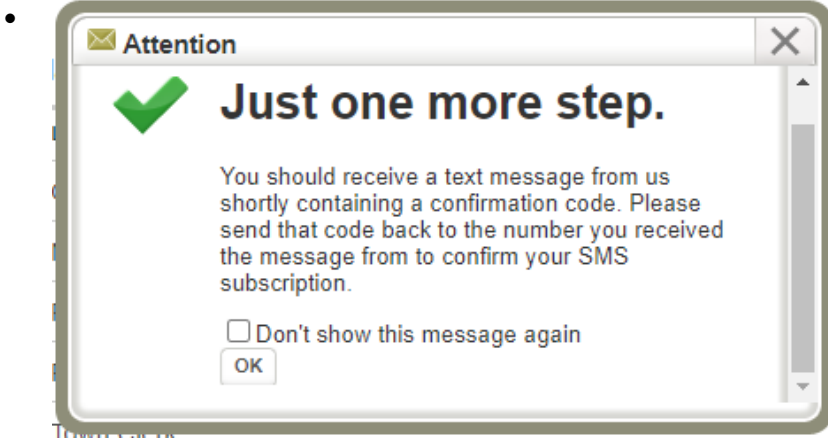 Attention
Just one more step.
You should receive a text message from us
shortly containing a confirmation code. Please
send that code back to the number you received
the message from to confirm your SMS
subscription.
Don't show this message again
OK